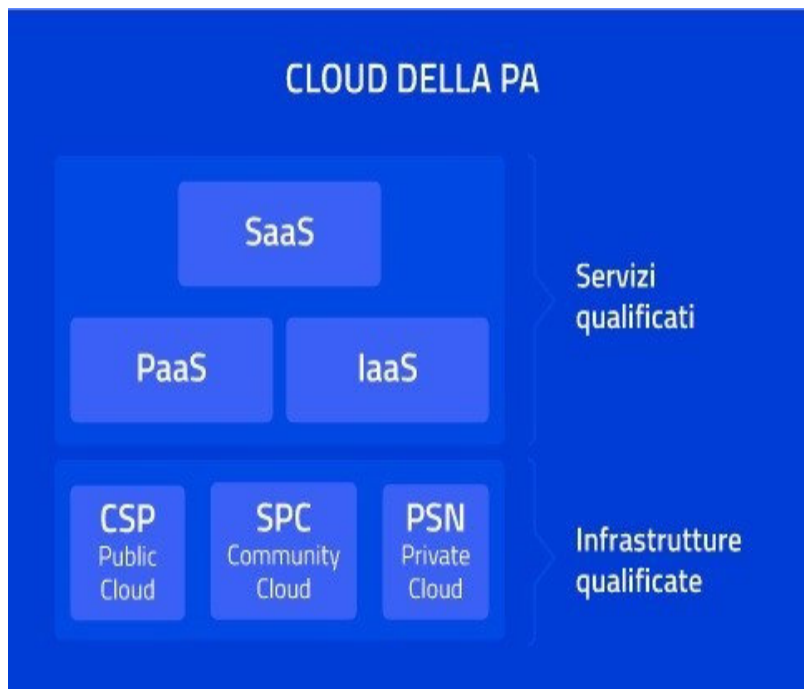 CLOUD DELLA PA
SaaS
PaaS
IaaS
Servizi
qualificati
CSP
Public
Cloud
SPC
Community
Cloud
PSN
Private
Cloud
Infrastrutture
qualificate